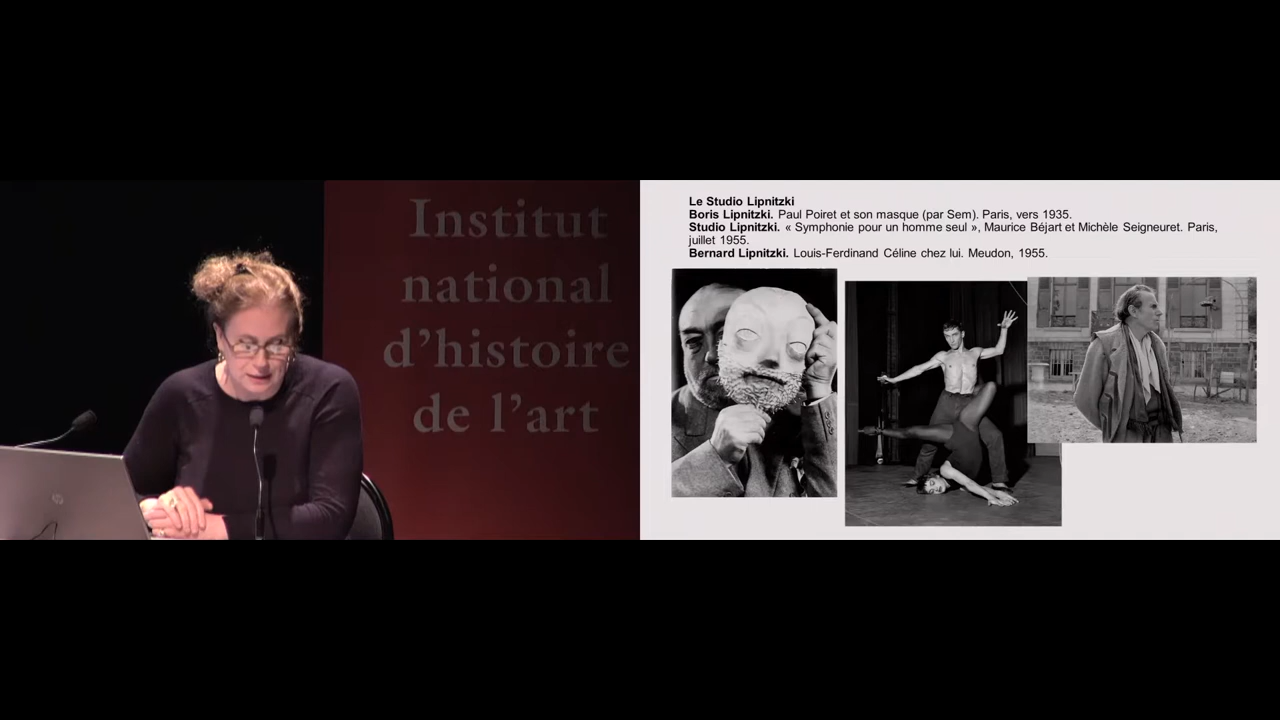 Institut
national
d'histoire
de l'art
Le Studio Lipnitzki
Boris Lipnitzki. Paul Poiret et son masque (par Sem). Paris, vers 1935.
Studio Lipnitzki. « Symphonie pour un homme seul », Maurice Béjart et Michèle Seigneuret. Paris,
juillet 1955.
Bernard Lipnitzki. Louis-Ferdinand Céline chez lui. Meudon, 1955.
hp